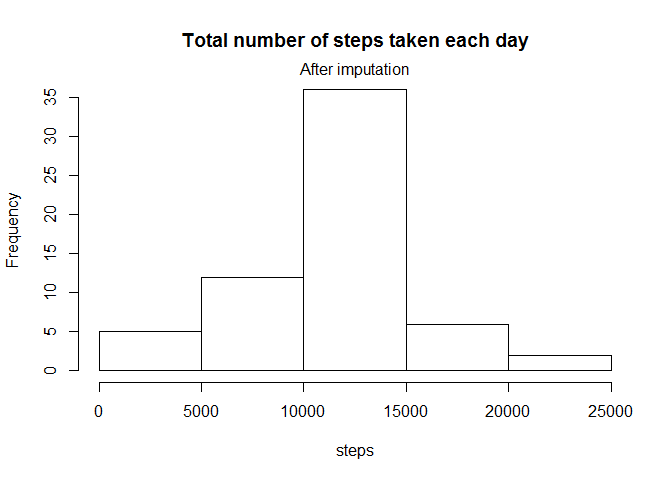 Total number of steps taken each day
After imputation
Frequency
35
30
25
20
15
10
5
0
0 5000 10000 15000 20000 25000
steps